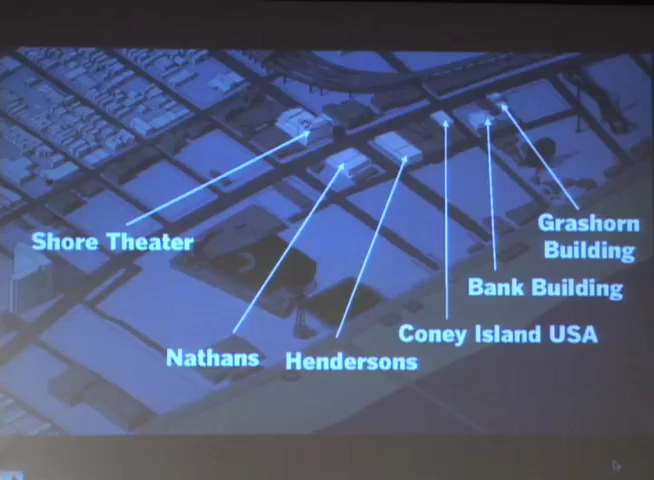 Shore Theater
Grashorn
Building
Bank Building
Coney Island USA
Nathans
Hendersons